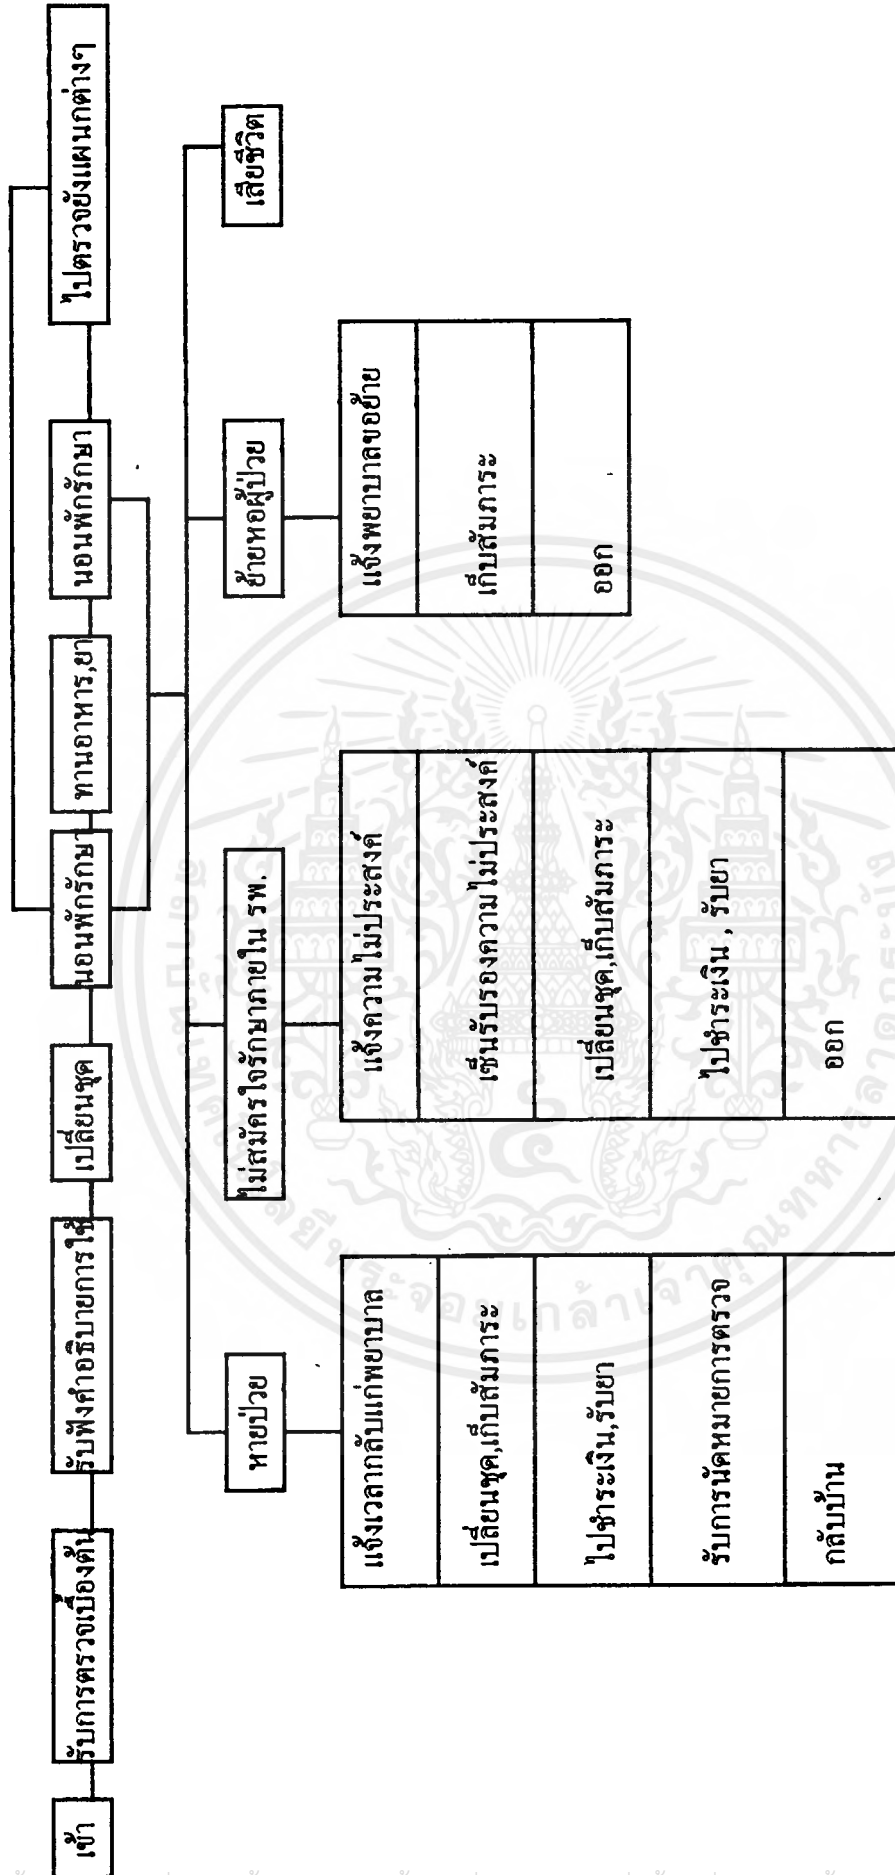 เข้า
รับการตรวจเบื้องต้น
รับฟังคำอธิบายการใช้
เปลี่ยนชุด
นอนพักรักษา
ทานอาหาร,ยา
นอนพักรักษา
ไปตรวจยังแผนกต่างๆ
หายป่วย
แจ้งเวลากลับแก่พยาบาล
เปลี่ยนชุด,เก็บสัมภาระ
ไปชำระเงิน,รับยา
รับการนัดหมายการตรวจ
กลับบ้าน
ไม่สมัครใจรักษาภายใน รพ.
แจ้งความไม่ประสงค์
เซ็นรับรองความไม่ประสงค์
เปลี่ยนชุด,เก็บสัมภาระ
ไปชำระเงิน , รับยา
ออก
ย้ายหอผู้ป่วย
แจ้งพยาบาลขอย้าย
เก็บสัมภาระ
ออก
เสียชีวิต